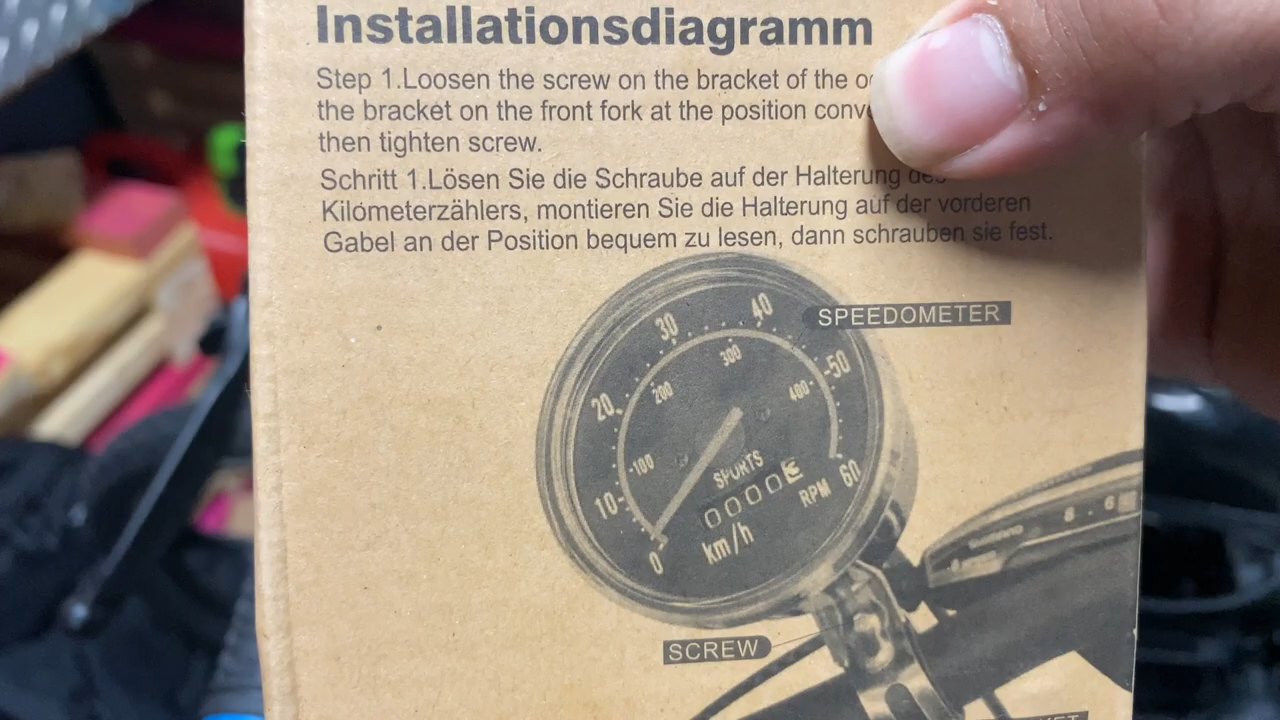 Installationsdiagramm
Step 1.Loosen the screw on the bracket of the
the bracket on the front fork at the position
then tighten screw.
Schritt 1.Lösen Sie die Schraube auf der Halterung des
Kilometerzählers, montieren Sie die Halterung auf der vorderen
Gabel an der Position bequem zu lesen, dann schrauben sie fest.
SPEEDOMETER
0
10
20
30
40
50
60
100
200
300
400
SPORTS
0000
RPM
km/h
SCREW